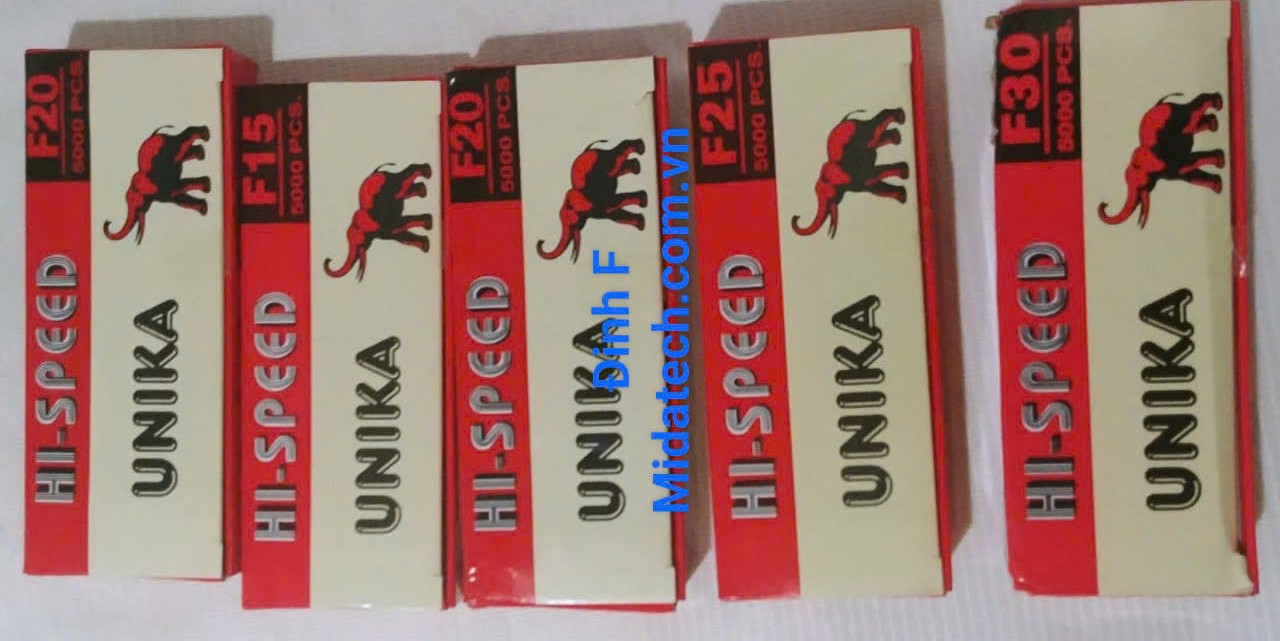 F20
5000 PCS.
HI-SPEED
UNIKA
F15
5000 PCS.
HI-SPEED
UNIKA
F20
5000 PCS.
HI-SPEED
UNIKA
Đinh F
Midatech.com.vn
F25
5000 PCS.
HI-SPEED
UNIKA
F30
5000 PCS.
HI-SPEED
UNIKA